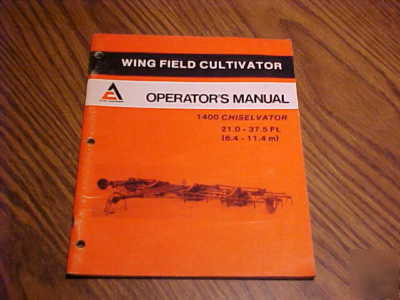 WING FIELD CULTIVATOR
OPERATOR'S MANUAL
1400 CHISELVATOR
21.0 - 37.5 Ft.
(6.4 - 11.4 m)